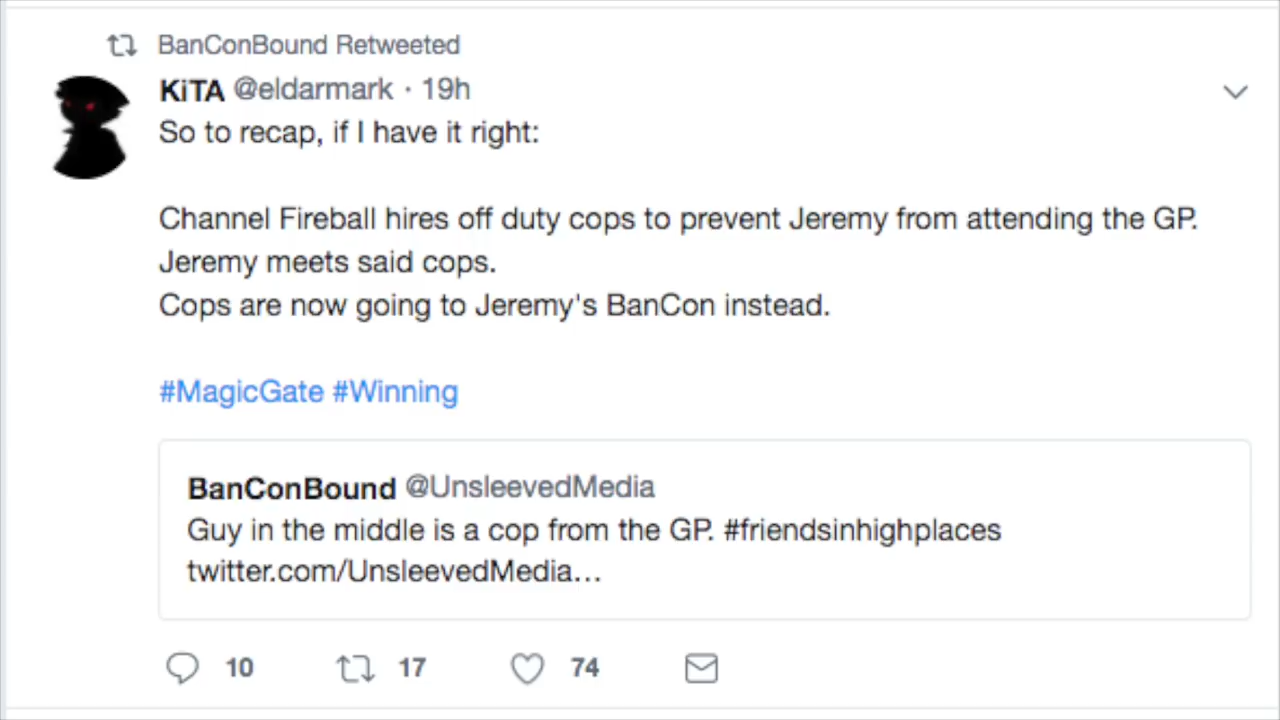 BanConBound Retweeted
KiTA @eldarmark · 19h
So to recap, if I have it right:
Channel Fireball hires off duty cops to prevent Jeremy from attending the GP.
Jeremy meets said cops.
Cops are now going to Jeremy's BanCon instead.
#MagicGate #Winning
BanConBound @UnsleevedMedia
Guy in the middle is a cop from the GP. #friendsinhighplaces
twitter.com/UnsleevedMedia…
10 17 74